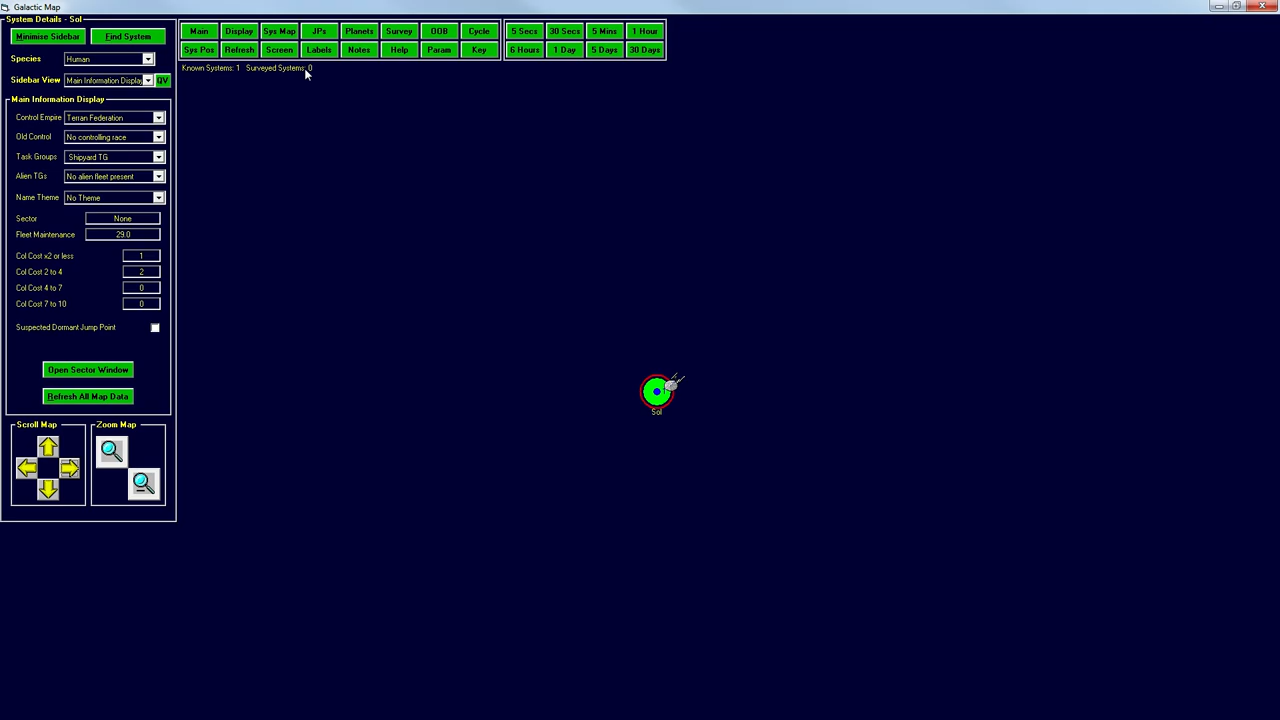 Galactic Map
System Details - Sol
Minimise Sidebar Find System
Species Human
Sidebar View Main Information Display QV
Main Information Display
Control Empire Terran Federation
Old Control No controlling race
Task Groups Shipyard TG
Alien TGs No alien fleet present
Name Theme No Theme
Sector None
Fleet Maintenance 29.0
Col Cost x2 or less 1
Col Cost 2 to 4 2
Col Cost 4 to 7 0
Col Cost 7 to 10 0
Suspected Dormant Jump Point
Open Sector Window
Refresh All Map Data
Scroll Map Zoom Map
Main Display Sys Map JPs Planets Survey OOB Cycle 5 Secs 30 Secs 5 Mins 1 Hour
Sys Pos Refresh Screen Labels Notes Help Param Key 6 Hours 1 Day 5 Days 30 Days
Known Systems: 1 Surveyed Systems: 0
Sol